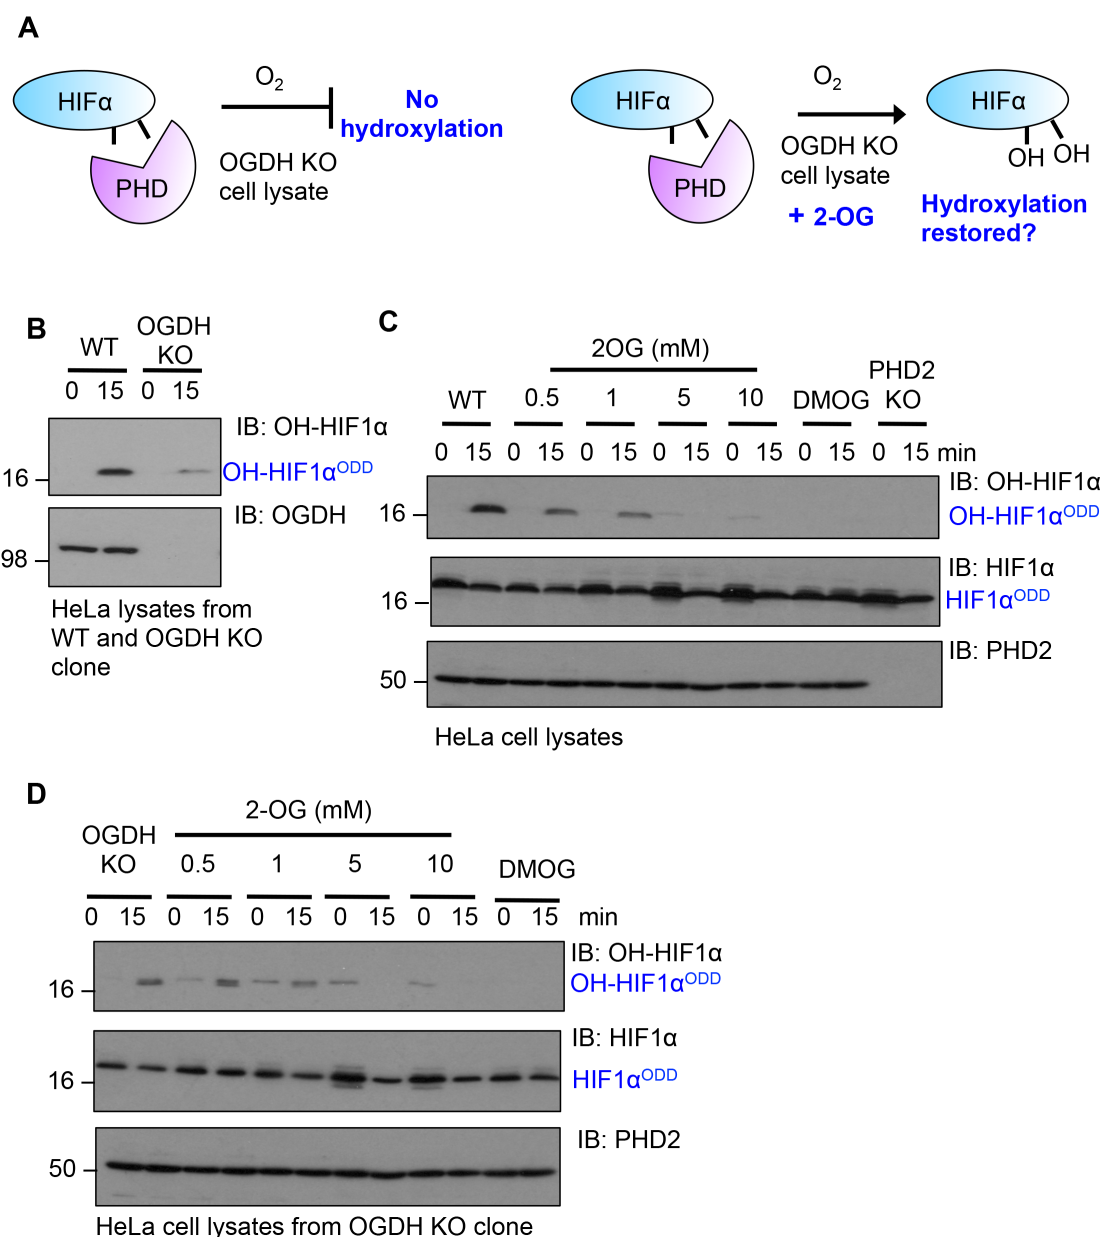 A
HIFα
PHD
O2
OGDH KO
cell lysate
No
hydroxylation
HIFα
PHD
O2
OGDH KO
cell lysate
+ 2-OG
HIFα
OH OH
Hydroxylation
restored?
B
WT
OGDH
KO
0 15 0 15
IB: OH-HIF1α
16
OH-HIF1αODD
IB: OGDH
98
HeLa lysates from
WT and OGDH KO
clone
C
2OG (mM)
WT 0.5 1 5 10 DMOG
PHD2
KO
0 15 0 15 0 15 0 15 0 15 0 15 0 15 min
IB: OH-HIF1α
16
OH-HIF1αODD
IB: HIF1α
16
HIF1αODD
IB: PHD2
50
HeLa cell lysates
D
2-OG (mM)
OGDH
KO
0.5 1 5 10
DMOG
0 15 0 15 0 15 0 15 0 15 0 15 min
IB: OH-HIF1α
16
OH-HIF1αODD
IB: HIF1α
16
HIF1αODD
IB: PHD2
50
HeLa cell lysates from OGDH KO clone